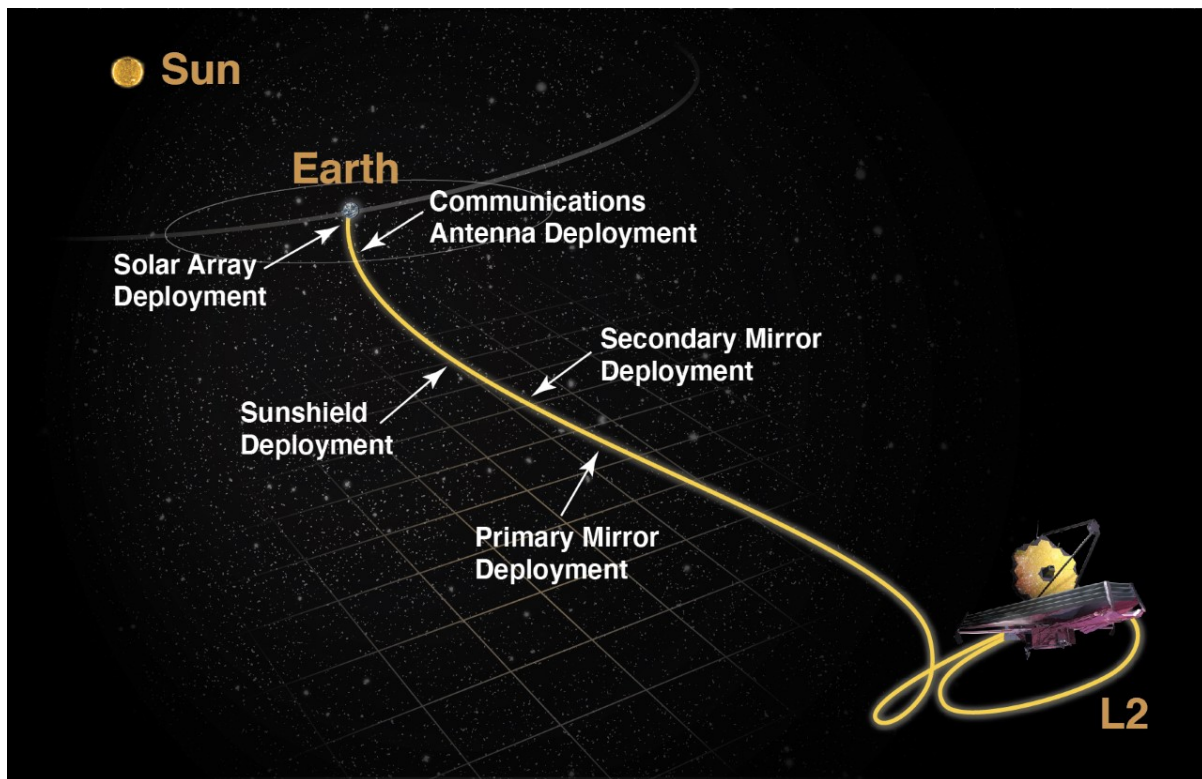 Sun
Earth
Communications
Antenna Deployment
Solar Array
Deployment
Secondary Mirror
Deployment
Sunshield
Deployment
Primary Mirror
Deployment
L2